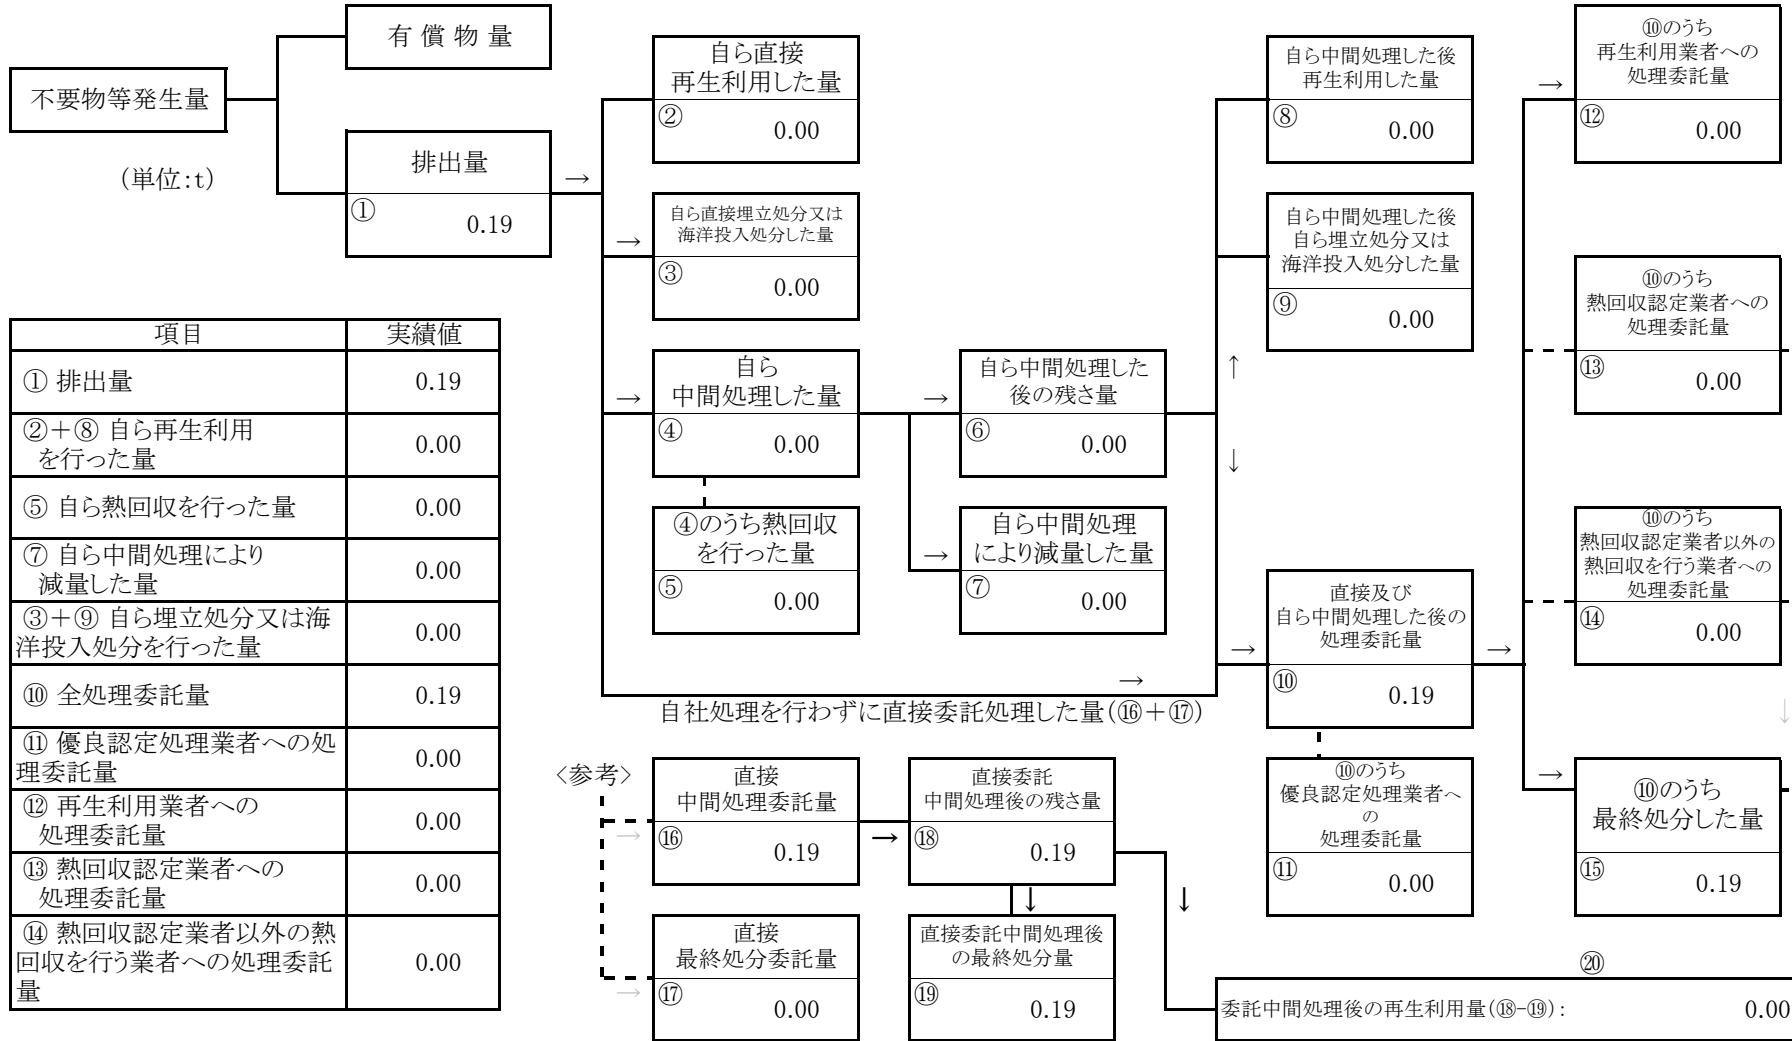 有 償 物 量
不要物等発生量
(単位:t)
排出量
①
0.19
→
自ら直接
再生利用した量
②
0.00
自ら直接埋立処分又は
海洋投入処分した量
→
③
0.00
自ら
中間処理した量
→
④
0.00
④のうち熱回収
を行った量
⑤
0.00
自ら中間処理した
後の残さ量
→
⑥
0.00
自ら中間処理
により減量した量
→
⑦
0.00
自ら中間処理した後
再生利用した量
⑧
0.00
自ら中間処理した後
自ら埋立処分又は
海洋投入処分した量
⑨
0.00
↑
↓
直接及び
自ら中間処理した後の
処理委託量
→
⑩
0.19
→
⑩のうち
優良認定処理業者へ
の
処理委託量
⑪
0.00
⑩のうち
再生利用業者への
処理委託量
→
⑫
0.00
⑩のうち
熱回収認定業者への
処理委託量
⑬
0.00
⑩のうち
熱回収認定業者以外の
熱回収を行う業者への
処理委託量
⑭
0.00
↓
⑩のうち
最終処分した量
→
⑮
0.19
→
自社処理を行わずに直接委託処理した量(⑯+⑰)
項目 実績値
① 排出量 0.19
②+⑧ 自ら再生利用
を行った量 0.00
⑤ 自ら熱回収を行った量 0.00
⑦ 自ら中間処理により
減量した量 0.00
③+⑨ 自ら埋立処分又は海
洋投入処分を行った量 0.00
⑩ 全処理委託量 0.19
⑪ 優良認定処理業者への処
理委託量 0.00
⑫ 再生利用業者への
処理委託量 0.00
⑬ 熱回収認定業者への
処理委託量 0.00
⑭ 熱回収認定業者以外の熱
回収を行う業者への処理委託
量 0.00
〈参考〉
直接
中間処理委託量
→
⑯
0.19
直接
最終処分委託量
→
⑰
0.00
直接委託
中間処理後の残さ量
→
⑱
0.19
↓
↓
直接委託中間処理後
の最終処分量
⑲
0.19
⑳
委託中間処理後の再生利用量(⑱-⑲): 0.00